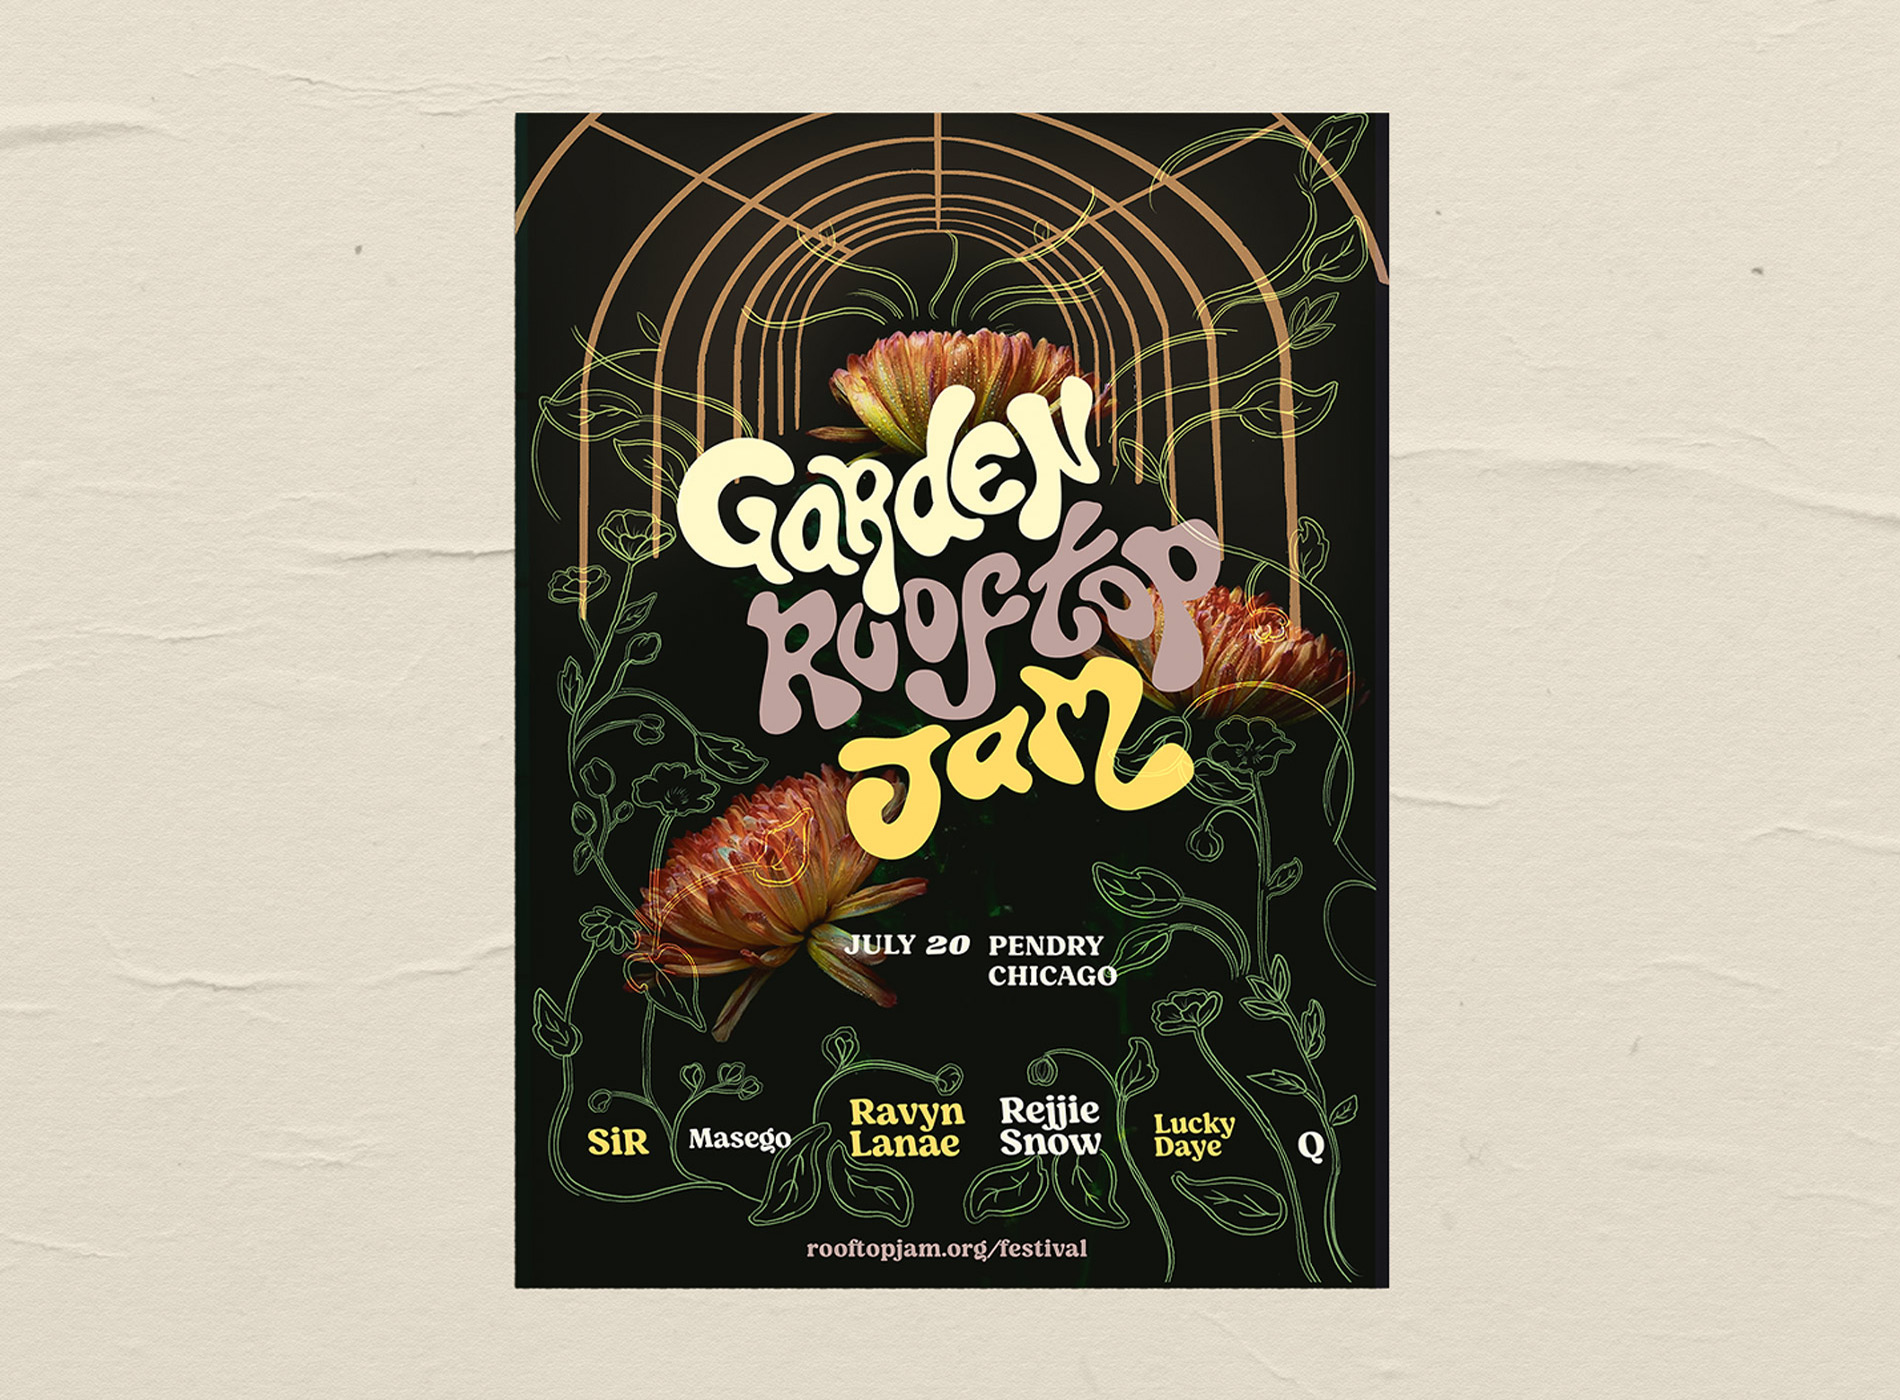 GaRdEN
Rooftop
Jam
JULY 20 PENDRY
CHICAGO
SiR
Masego
Ravyn
Lanae
Rejjie
Snow
Lucky
Daye
Q
rooftopjam.org/festival